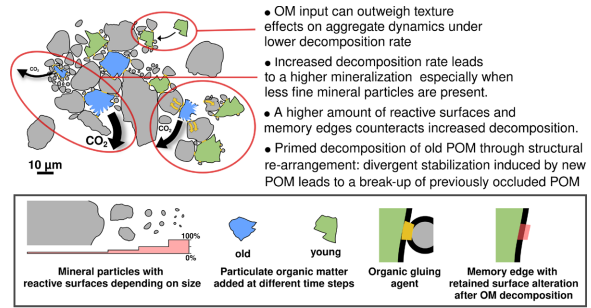 • OM input can outweigh texture
effects on aggregate dynamics under
lower decomposition rate
• Increased decomposition rate leads
to a higher mineralization especially when
less fine mineral particles are present.
• A higher amount of reactive surfaces and
memory edges counteracts increased decomposition.
• Primed decomposition of old POM through structural
re-arrangement: divergent stabilization induced by new
POM leads to a break-up of previously occluded POM
CO₂
CO₂
CO₂
10 µm
100%
0%
old
young
Mineral particles with
reactive surfaces depending on size
Particulate organic matter
added at different time steps
Organic gluing
agent
Memory edge with
retained surface alteration
after OM decomposition